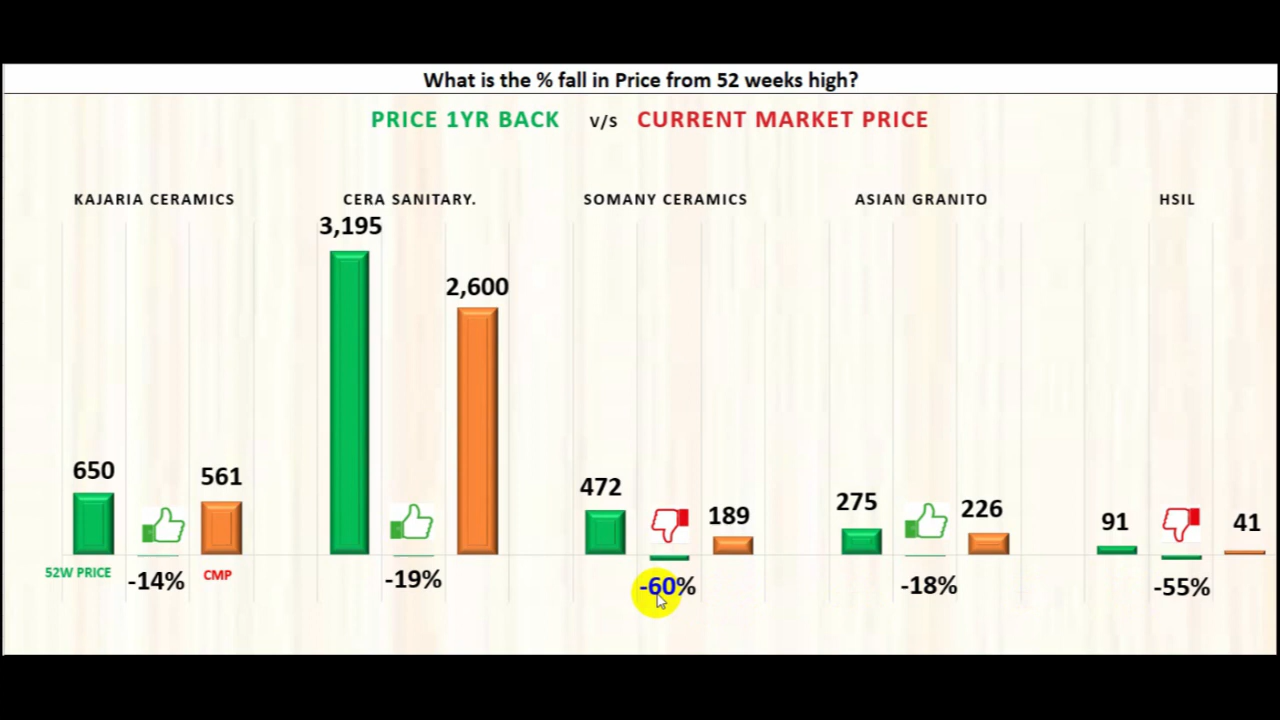 What is the % fall in Price from 52 weeks high?
PRICE 1YR BACK V/S CURRENT MARKET PRICE
KAJARIA CERAMICS CERA SANITARY. SOMANY CERAMICS ASIAN GRANITO HSIL
3,195
2,600
650 561 472 189 275 226 91 41
52W PRICE -14% CMP -19% -60% -18% -55%